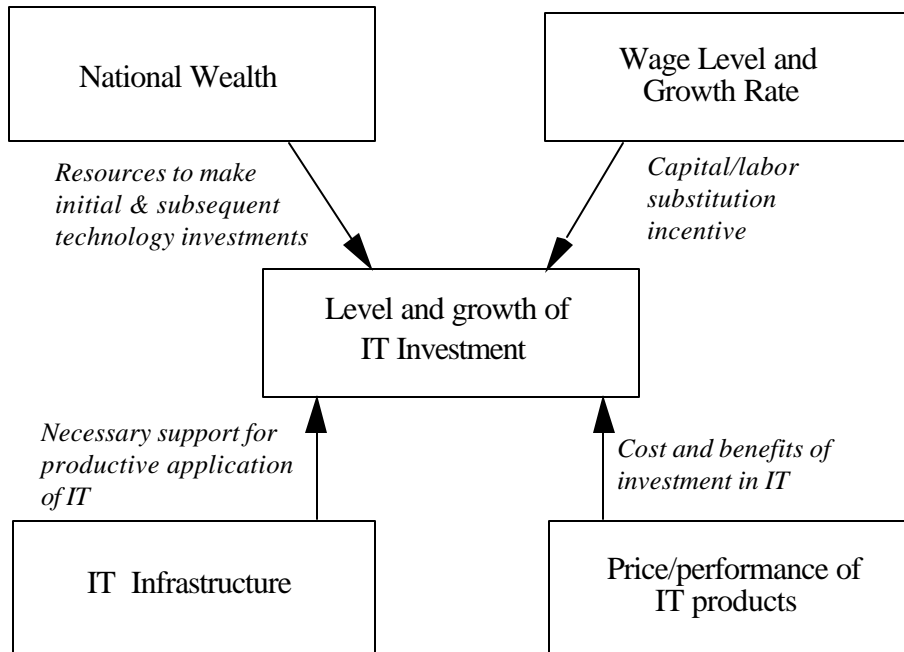 National Wealth
Wage Level and
Growth Rate
Resources to make
initial & subsequent
technology investments
Capital/labor
substitution
incentive
Level and growth of
IT Investment
Necessary support for
productive application
of IT
Cost and benefits of
investment in IT
IT Infrastructure
Price/performance of
IT products